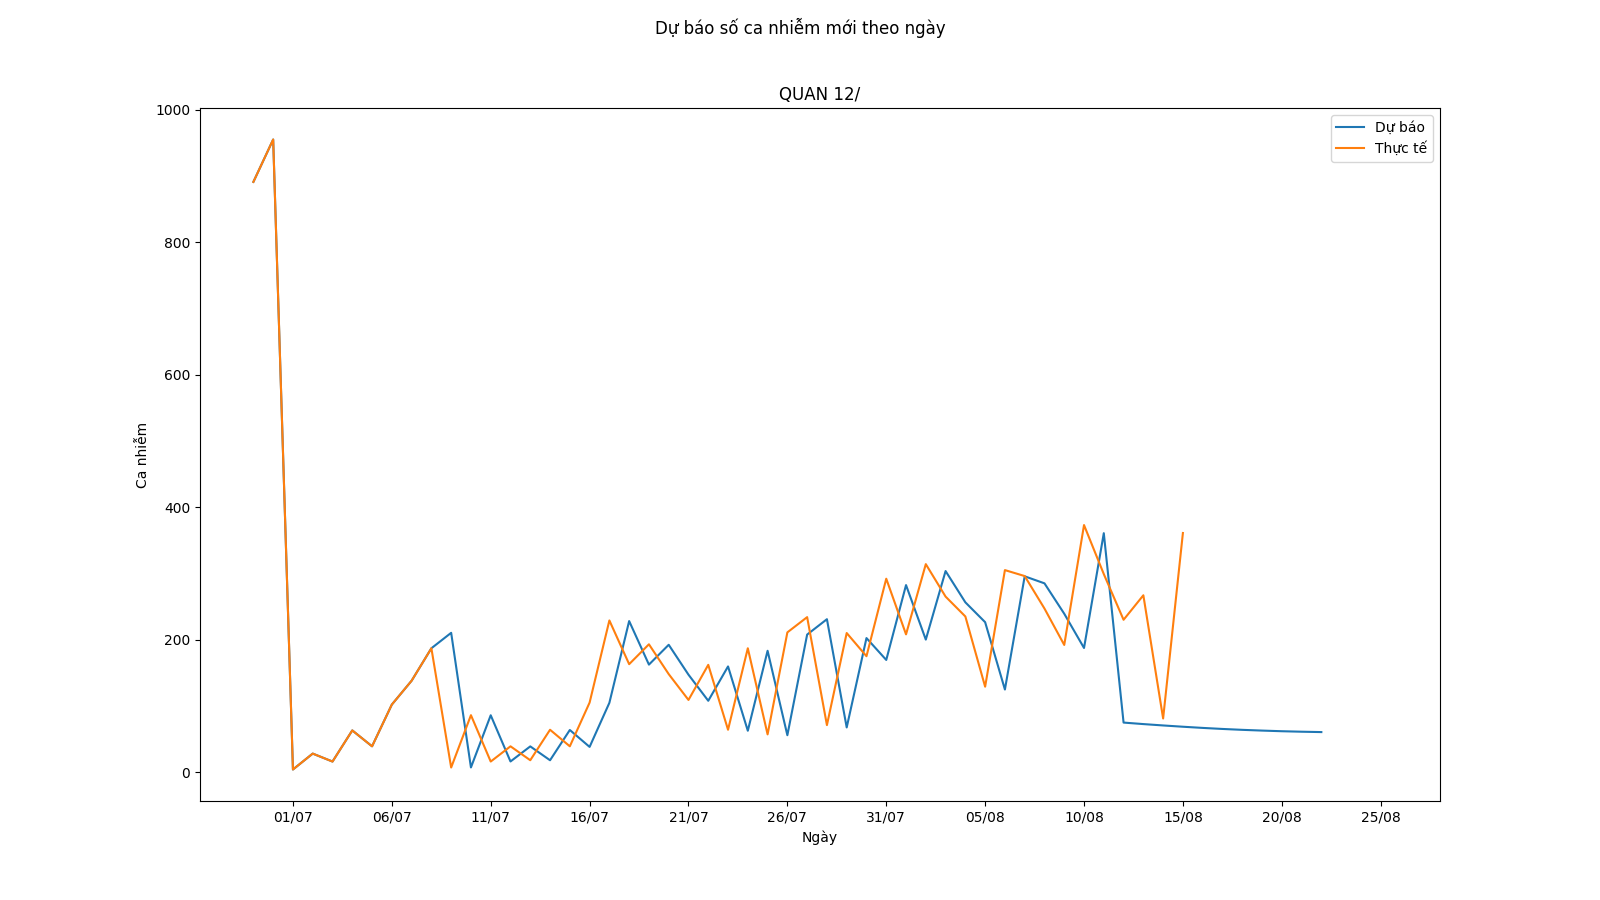 Dự báo số ca nhiễm mới theo ngày
QUAN 12/
1000
800
600
400
200
0
Ca nhiễm
Dự báo
Thực tế
01/07 06/07 11/07 16/07 21/07 26/07 31/07 05/08 10/08 15/08 20/08 25/08
Ngày